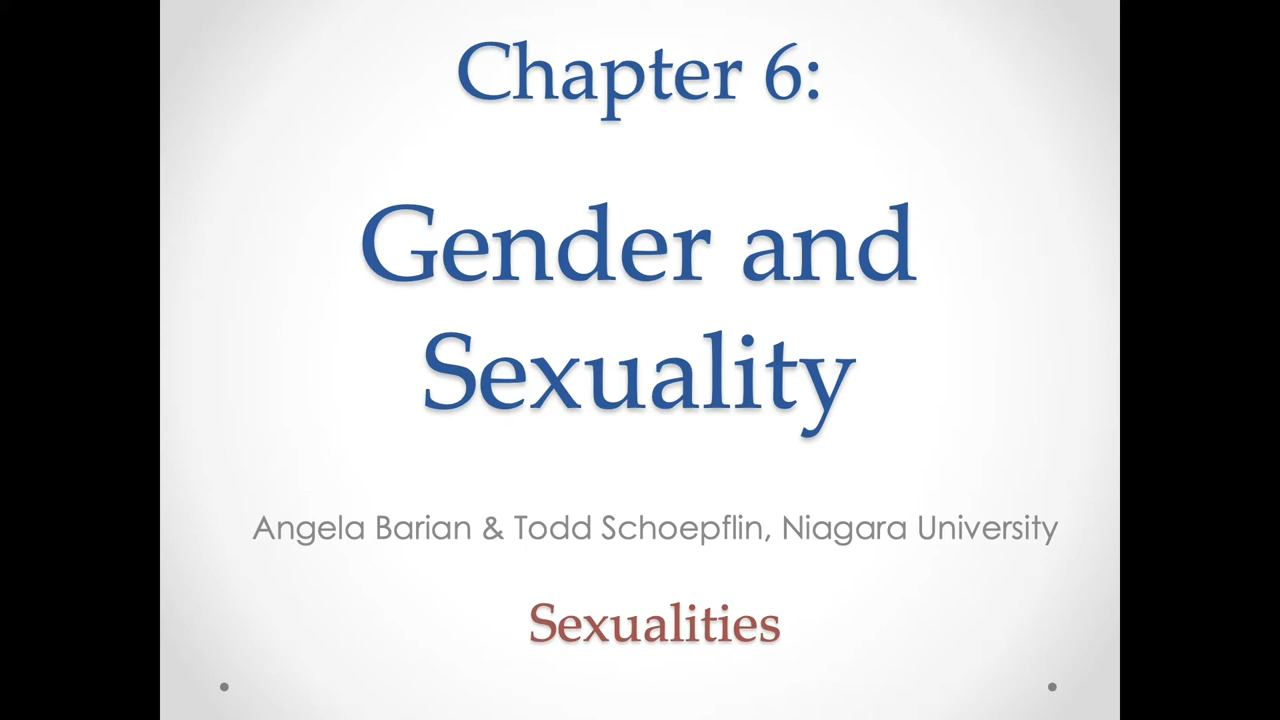 Chapter 6:
Gender and
Sexuality
Angela Barian & Todd Schoepflin, Niagara University
Sexualities